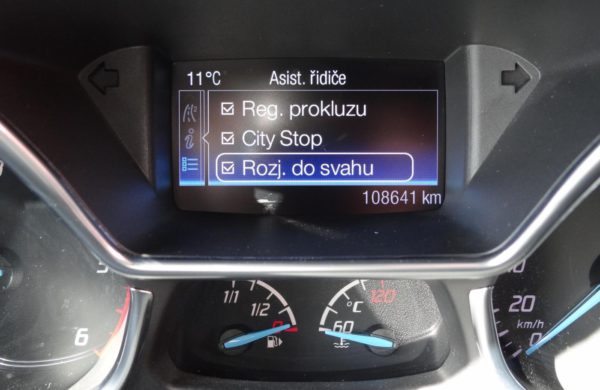 11°C Asist. řidiče
Reg. prokluzu
City Stop
Rozj. do svahu
108641 km
1/1
1/2
0
°C
120
60
6
20
km/h
0